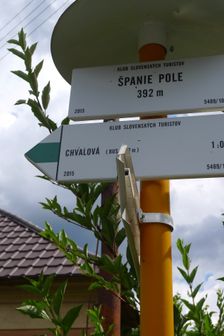 KLUB SLOVENSKÝCH TURISTOV
ŠPANIE POLE
392 m
2015
KLUB SLOVENSKÝCH TURISTOV
CHVALOVÁ
2015